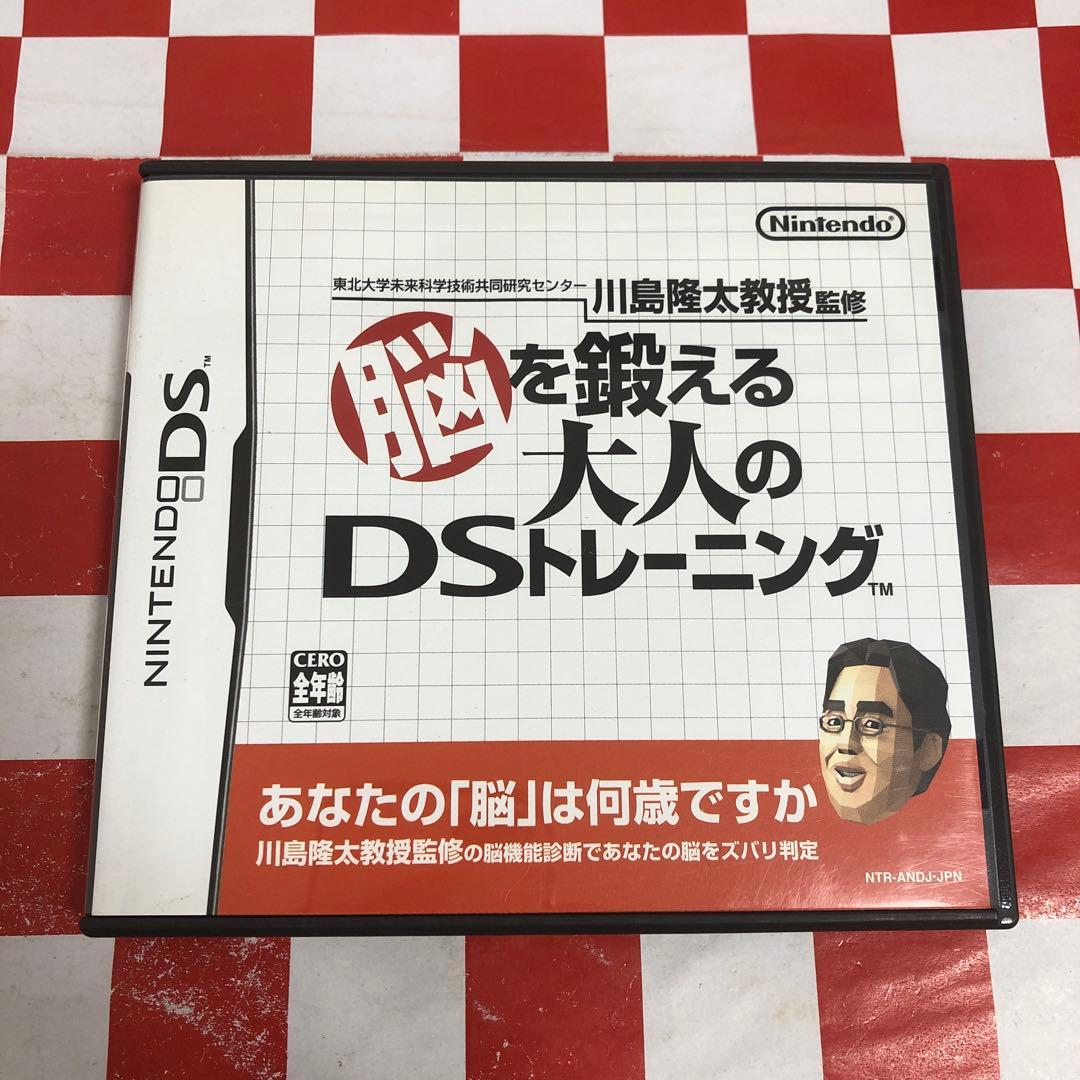 NINTENDO DS™
Nintendo®
東北大学未来科学技術共同研究センター
川島隆太教授監修
脳を鍛える
大人の
DSトレーニング™
CERO
全年齢
全年齢対象
あなたの「脳」は何歳ですか
川島隆太教授監修の脳機能診断であなたの脳をズバリ判定
NTR-ANDJ-JPN